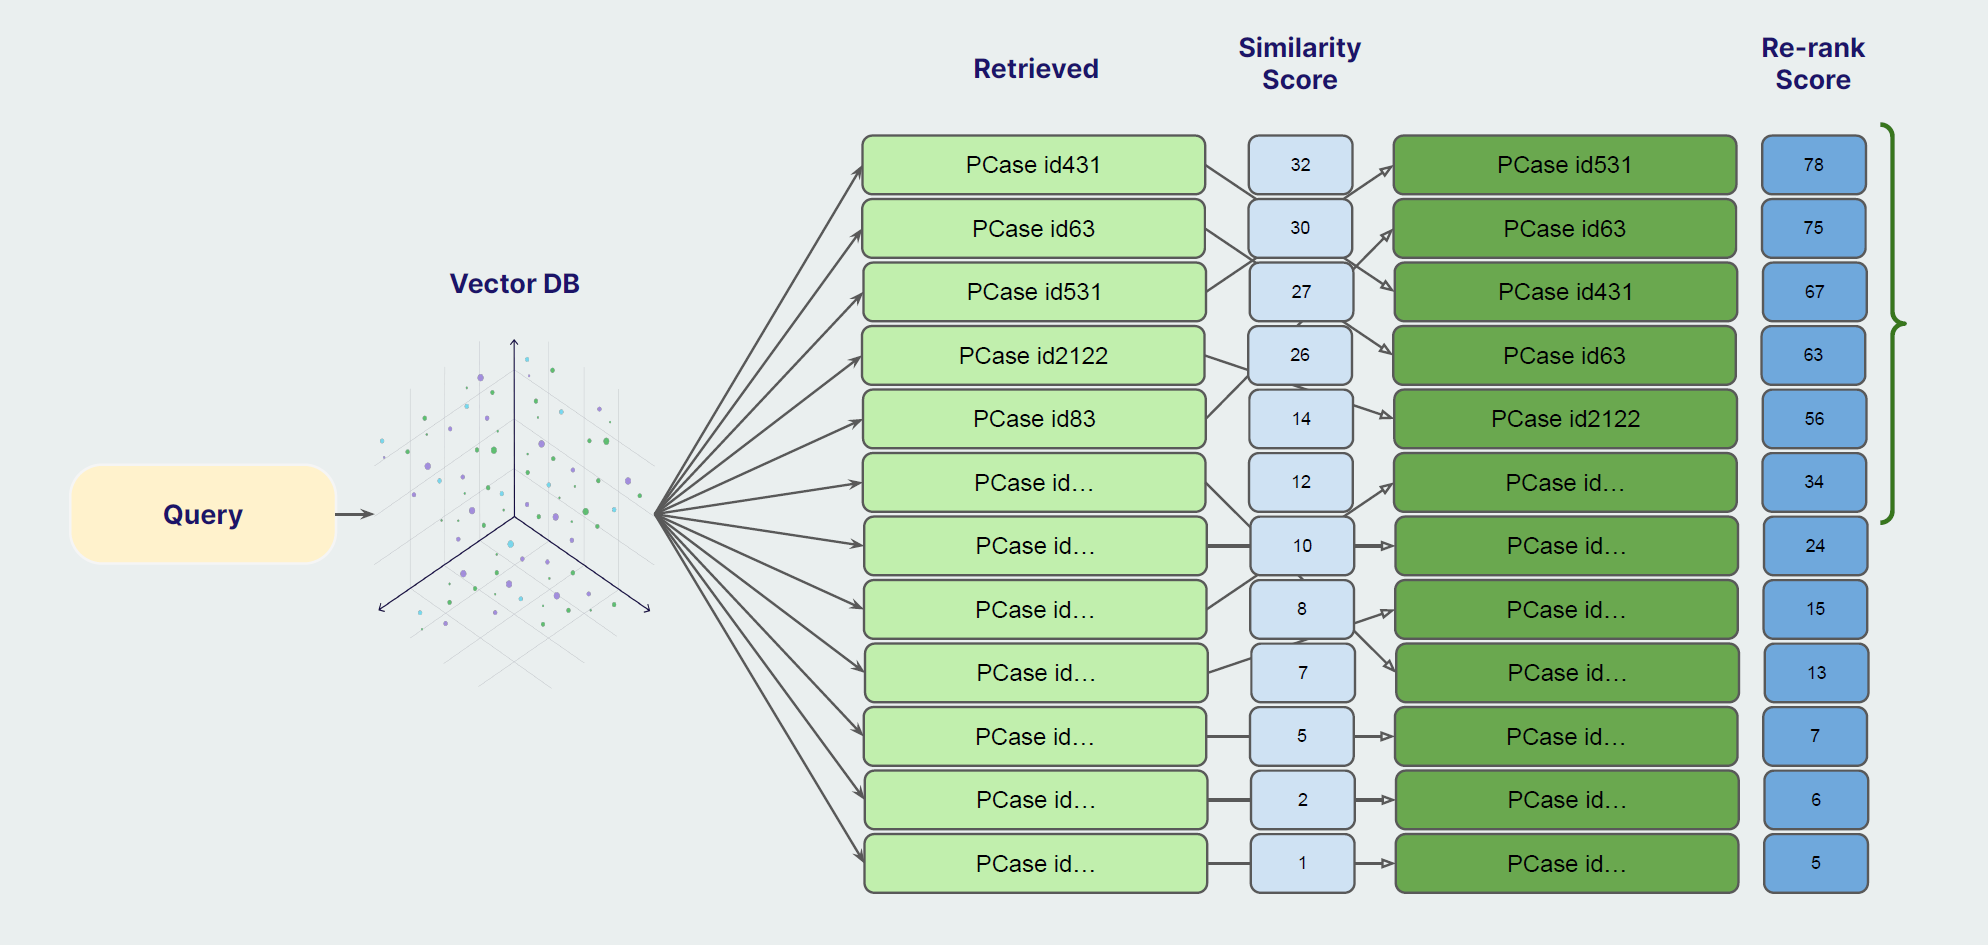 Retrieved
Similarity
Score
Re-rank
Score
Vector DB
Query
PCase id431 32 PCase id531 78
PCase id63 30 PCase id63 75
PCase id531 27 PCase id431 67
PCase id2122 26 PCase id63 63
PCase id83 14 PCase id2122 56
PCase id... 12 PCase id... 34
PCase id... 10 PCase id... 24
PCase id... 8 PCase id... 15
PCase id... 7 PCase id... 13
PCase id... 5 PCase id... 7
PCase id... 2 PCase id... 6
PCase id... 1 PCase id... 5